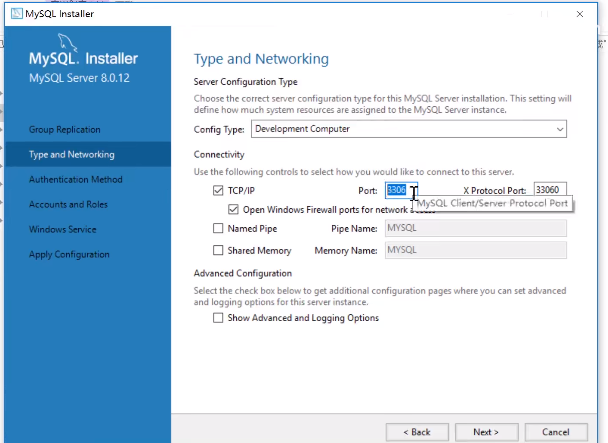 MySQL Installer
MySQL. Installer
MySQL Server 8.0.12
Group Replication
Type and Networking
Authentication Method
Accounts and Roles
Windows Service
Apply Configuration
Type and Networking
Server Configuration Type
Choose the correct server configuration type for this MySQL Server installation. This setting will
define how much system resources are assigned to the MySQL Server instance.
Config Type: Development Computer
Connectivity
Use the following controls to select how you would like to connect to this server.
TCP/IP Port: 3306 X Protocol Port: 33060
Open Windows Firewall ports for network
MySQL Client/Server Protocol Port
Named Pipe Pipe Name: MYSQL
Shared Memory Memory Name: MYSQL
Advanced Configuration
Select the check box below to get additional configuration pages where you can set advanced
and logging options for this server instance.
Show Advanced and Logging Options
< Back Next > Cancel